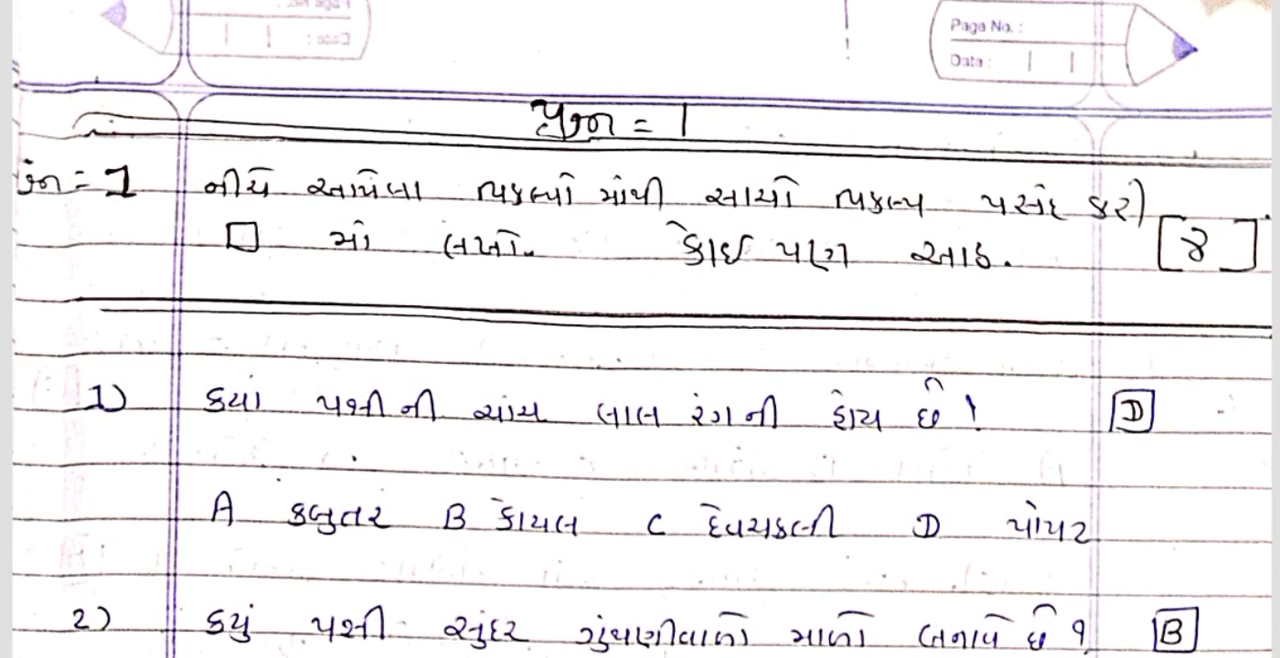 Page No. :
Date :
પ્રશ્ન = 1
પ્રશ્ન = 1 નીચે આપેલા વિકલ્પો માંથી સાચો વિકલ્પ પસંદ કરો
□ માં લખો. કોઈ પણ આઠ. [8]
1) કયા પક્ષી ની ચાંચ લાલ રંગ ની હોય છે ! D
A કબુતર B કોયલ C દેવચકલી D પોપટ
2) કયું પક્ષી સુંદર ગુંથણીવાળો માળો બનાવે છે ? B